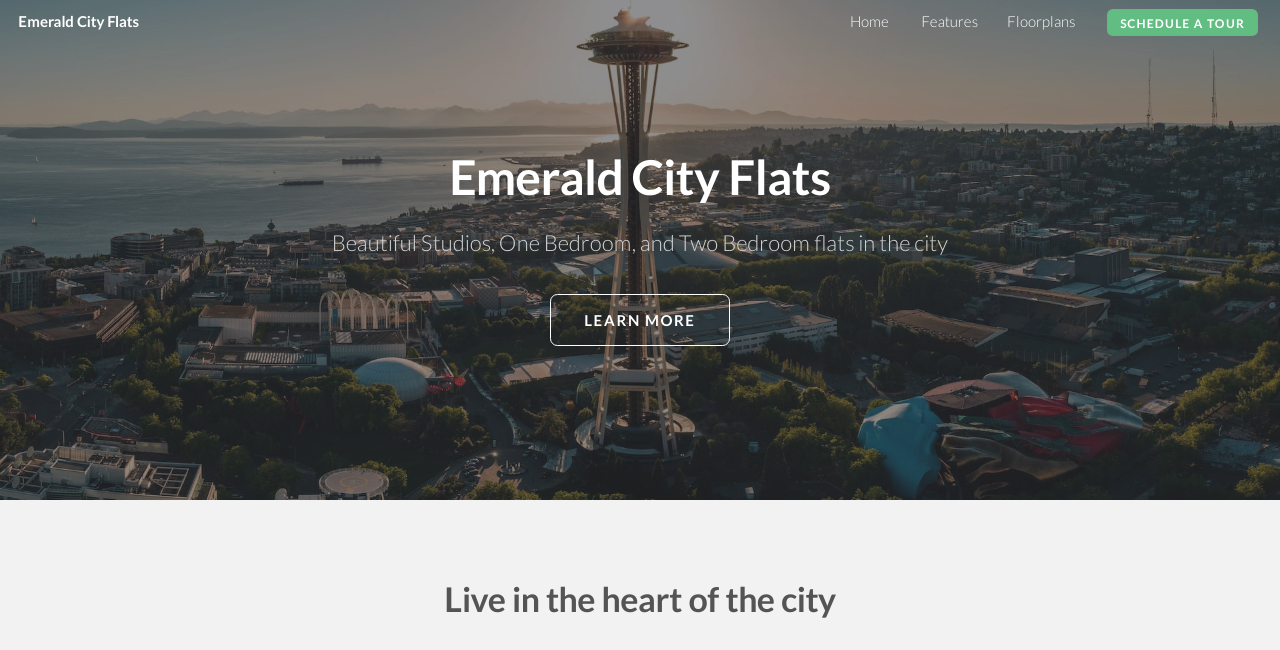 Emerald City Flats
Home
Features
Floorplans
SCHEDULE A TOUR
Emerald City Flats
Beautiful Studios, One Bedroom, and Two Bedroom flats in the city
LEARN MORE
Live in the heart of the city